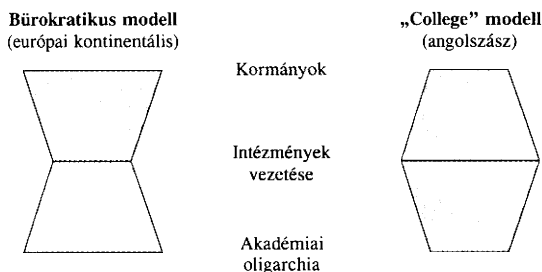 Bürokratikus modell
(európai kontinentális)
„College” modell
(angolszász)
Kormányok
Intézmények
vezetése
Akadémiai
oligarchia